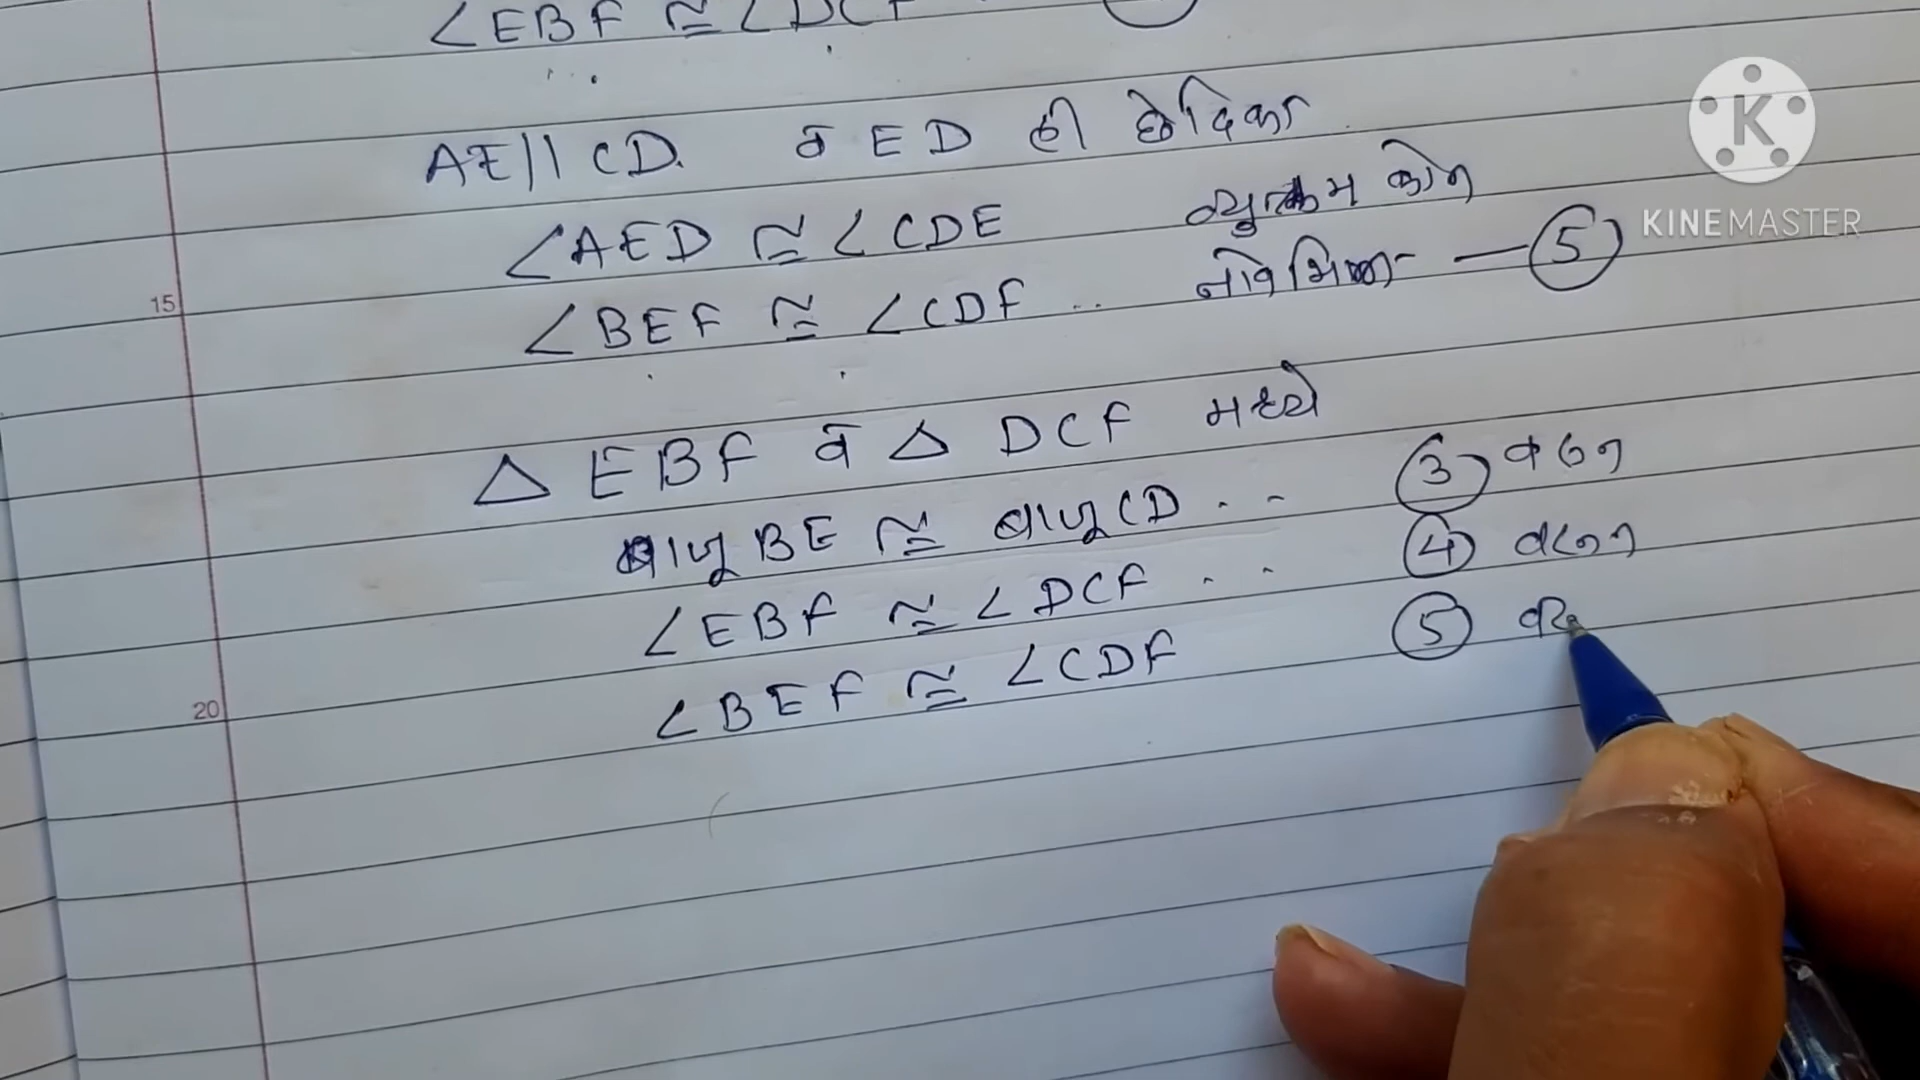 ∠EBF ≅ ∠DCF
AE || CD. व ED ही छेदिका
∠AED ≅ ∠CDE व्युत्क्रम कोन
∠BEF ≅ ∠CDF .. — ⑤
△ EBF व △ DCF मध्ये
बाजू BE ≅ बाजू CD .. ③ वरून
∠EBF ≅ ∠DCF .. ④ वरून
∠BEF ≅ ∠CDF ⑤
15
20
K
KINEMASTER